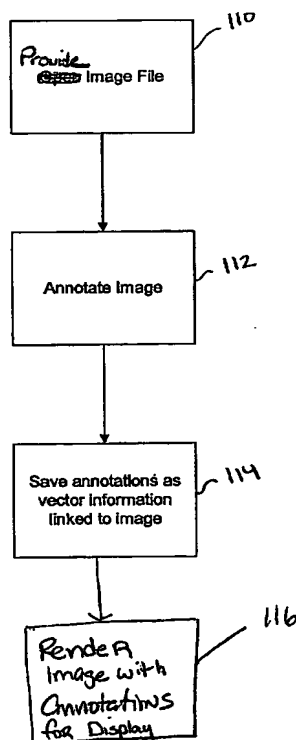 110
Provide
Image File
112
Annotate Image
114
Save annotations as
vector information
linked to image
116
Render
Image with
Annotations
for Display